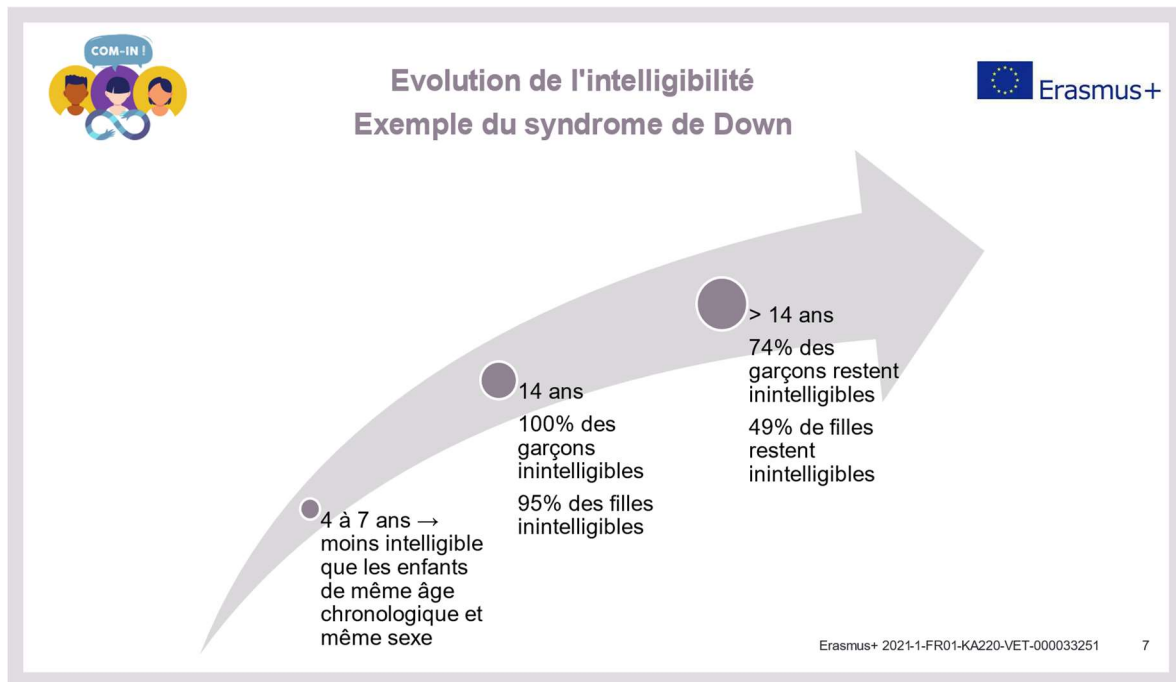 COM-IN !
Evolution de l'intelligibilité
Exemple du syndrome de Down
Erasmus+
> 14 ans
74% des
garçons restent
inintelligibles
49% de filles
restent
inintelligibles
14 ans
100% des
garçons
inintelligibles
95% des filles
inintelligibles
4 à 7 ans →
moins intelligible
que les enfants
de même âge
chronologique et
même sexe
Erasmus+ 2021-1-FR01-KA220-VET-000033251
7